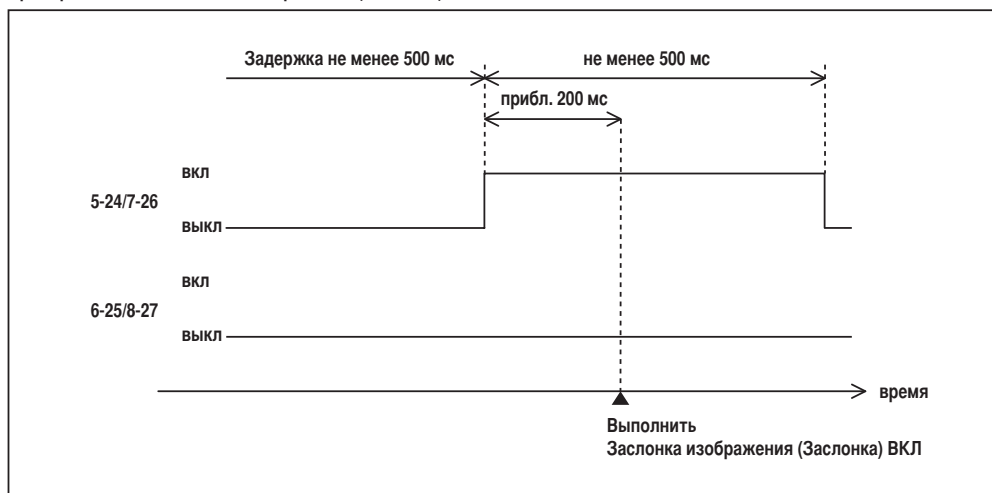 Задержка не менее 500 мс
не менее 500 мс
прибл. 200 мс
вкл
5-24/7-26
выкл
вкл
6-25/8-27
выкл
время
Выполнить
Заслонка изображения (Заслонка) ВКЛ